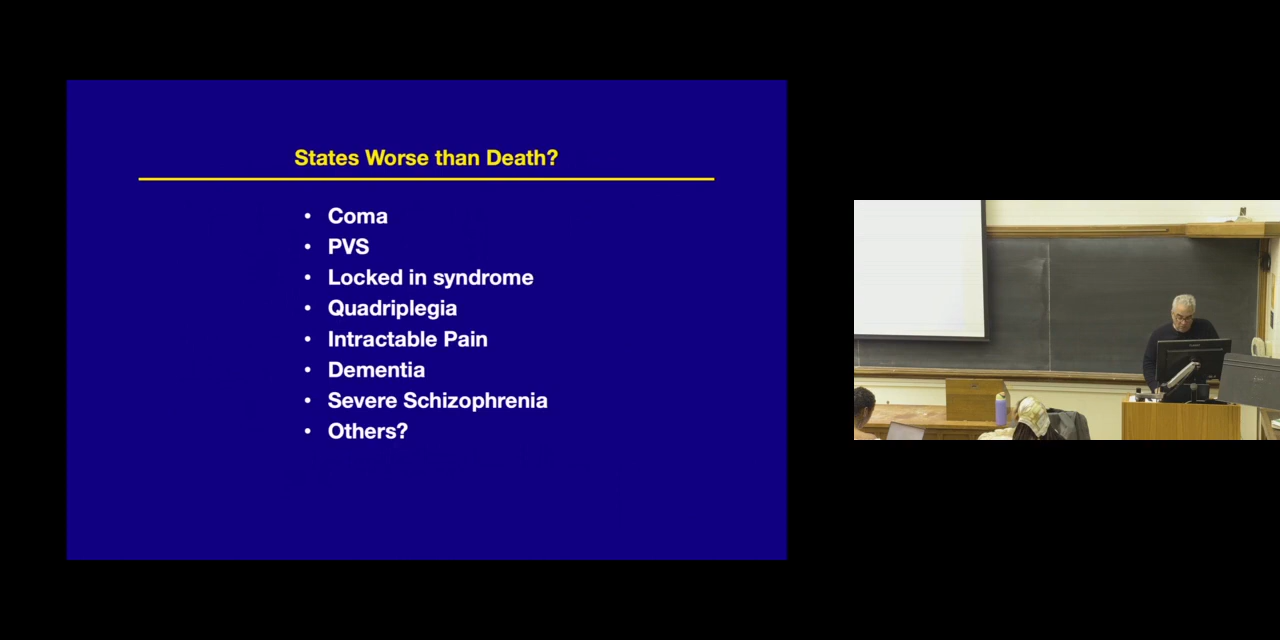 States Worse than Death?
• Coma
• PVS
• Locked in syndrome
• Quadriplegia
• Intractable Pain
• Dementia
• Severe Schizophrenia
• Others?